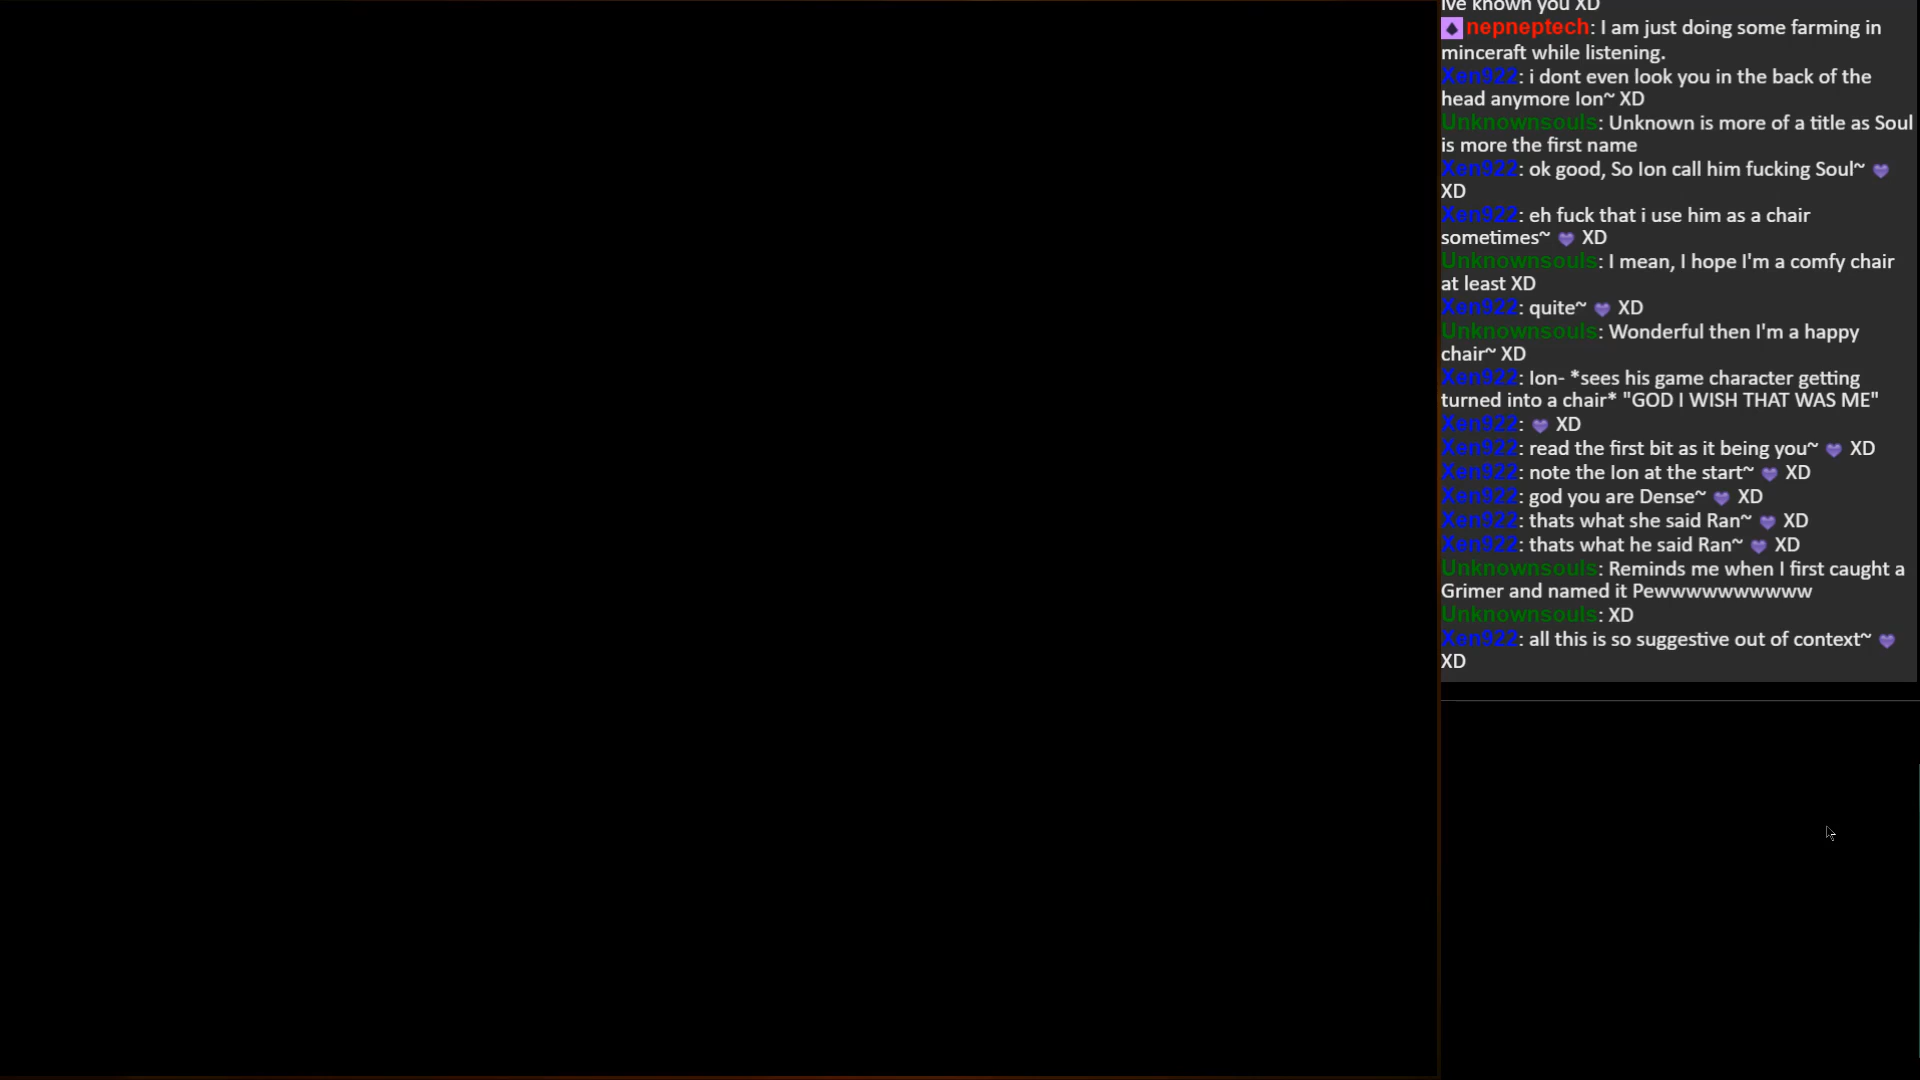 ive known you XD
nepneptech: I am just doing some farming in
minceraft while listening.
Xen922: i dont even look you in the back of the
head anymore Ion~ XD
Unknownsouls: Unknown is more of a title as Soul
is more the first name
Xen922: ok good, So Ion call him fucking Soul~ 💜
XD
Xen922: eh fuck that i use him as a chair
sometimes~ 💜 XD
Unknownsouls: I mean, I hope I'm a comfy chair
at least XD
Xen922: quite~ 💜 XD
Unknownsouls: Wonderful then I'm a happy
chair~ XD
Xen922: Ion- *sees his game character getting
turned into a chair* "GOD I WISH THAT WAS ME"
Xen922: 💜 XD
Xen922: read the first bit as it being you~ 💜 XD
Xen922: note the Ion at the start~ 💜 XD
Xen922: god you are Dense~ 💜 XD
Xen922: thats what she said Ran~ 💜 XD
Xen922: thats what he said Ran~ 💜 XD
Unknownsouls: Reminds me when I first caught a
Grimer and named it Pewwwwwwwwww
Unknownsouls: XD
Xen922: all this is so suggestive out of context~ 💜
XD